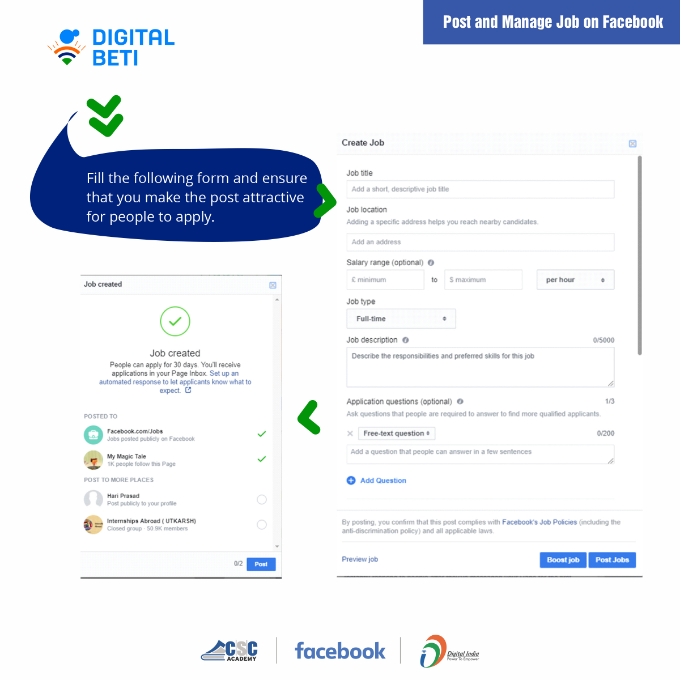 Post and Manage Job on Facebook
DIGITAL
BETI
Fill the following form and ensure
that you make the post attractive
for people to apply.
Create Job
Job title
Add a short, descriptive job title
Job location
Adding a specific address helps you reach nearby candidates.
Add an address
Salary range (optional)
£ minimum to $ maximum per hour
Job type
Full-time
Job description 0/5000
Describe the responsibilities and preferred skills for this job
Application questions (optional) 1/3
Ask questions that people are required to answer to find more qualified applicants.
Free-text question 0/200
Add a question that people can answer in a few sentences
Add Question
By posting, you confirm that this post complies with Facebook's Job Policies (including the
anti-discrimination policy) and all applicable laws.
Preview job Boost job Post Jobs
Job created
Job created
People can apply for 30 days. You'll receive
applications in your Page Inbox. Set up an
automated response to let applicants know what to
expect.
POSTED TO
Facebook.com/Jobs
Jobs posted publicly on Facebook
My Magic Tale
1K people follow this Page
POST TO MORE PLACES
Hari Prasad
Post publicly to your profile
Internships Abroad ( UTKARSH)
Closed group · 50.9K members
0/2 Post
CSC
ACADEMY
facebook
Digital India
Power To Empower